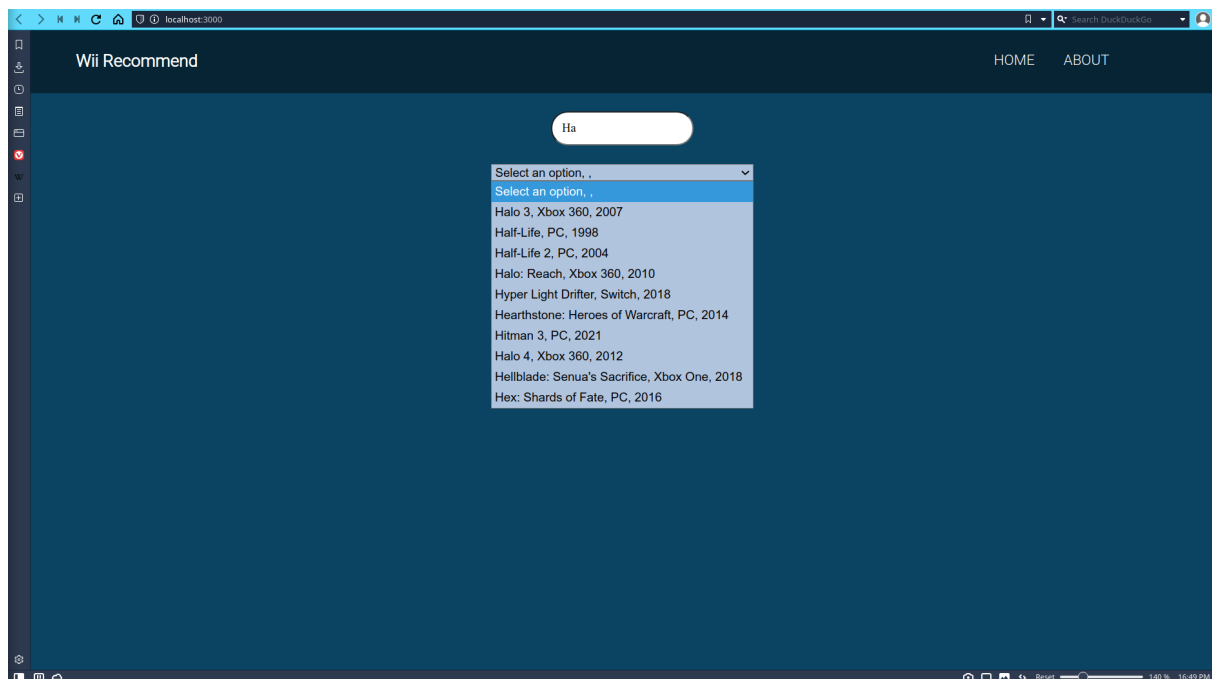 localhost:3000
Search DuckDuckGo
Wii Recommend
HOME ABOUT
Ha
Select an option, ,
Select an option, ,
Halo 3, Xbox 360, 2007
Half-Life, PC, 1998
Half-Life 2, PC, 2004
Halo: Reach, Xbox 360, 2010
Hyper Light Drifter, Switch, 2018
Hearthstone: Heroes of Warcraft, PC, 2014
Hitman 3, PC, 2021
Halo 4, Xbox 360, 2012
Hellblade: Senua's Sacrifice, Xbox One, 2018
Hex: Shards of Fate, PC, 2016
W
Reset 140 % 16:49 PM